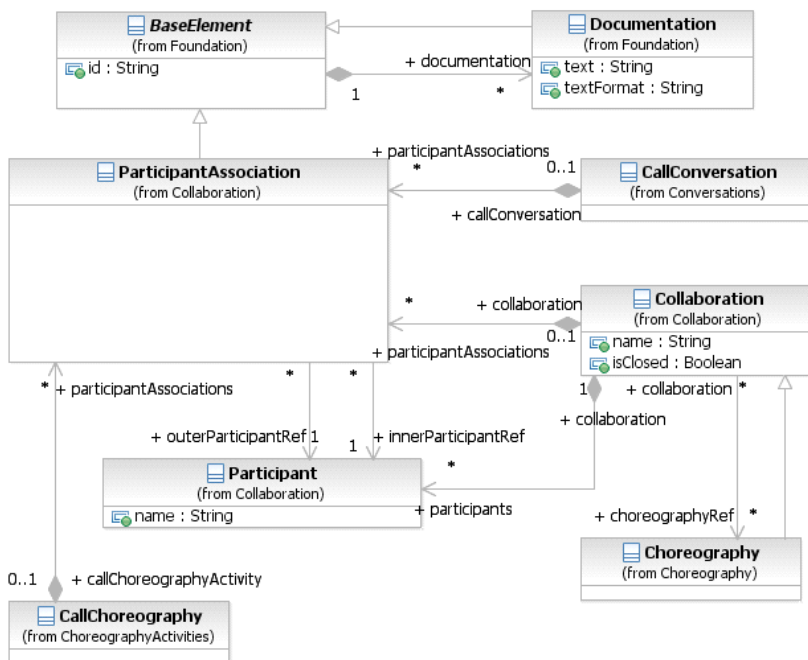 BaseElement
(from Foundation)
id : String
Documentation
(from Foundation)
text : String
textFormat : String
+ documentation
1
*
ParticipantAssociation
(from Collaboration)
+ participantAssociations
*
0..1
+ callConversation
CallConversation
(from Conversations)
*
+ collaboration
0..1
+ participantAssociations
Collaboration
(from Collaboration)
name : String
isClosed : Boolean
* + participantAssociations
*
*
+ outerParticipantRef 1
1
+ innerParticipantRef
1
+ collaboration
+ collaboration *
*
+ participants
Participant
(from Collaboration)
name : String
+ choreographyRef *
Choreography
(from Choreography)
0..1
+ callChoreographyActivity
CallChoreography
(from ChoreographyActivities)